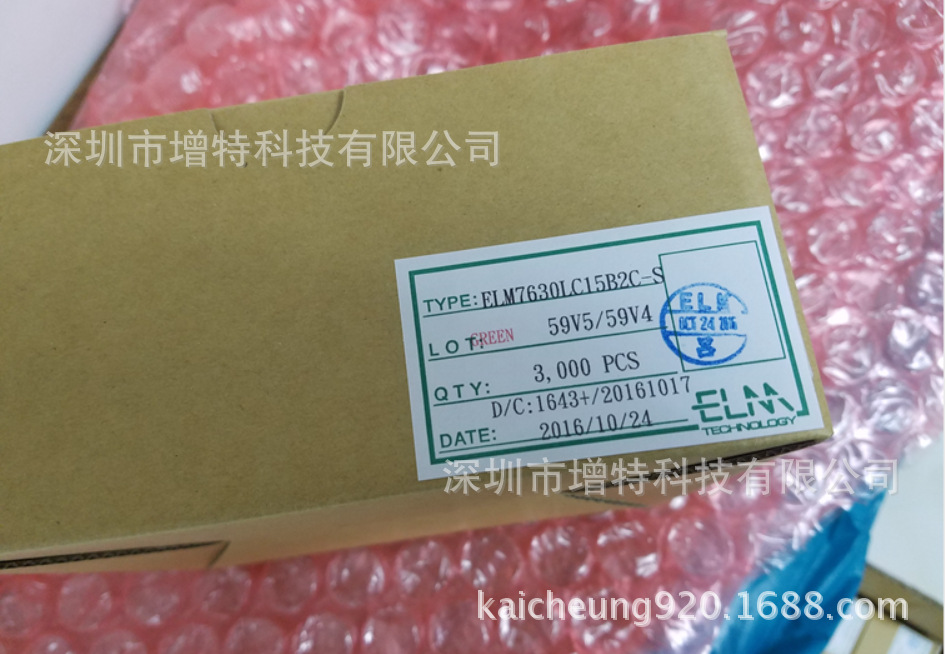 深圳市增特科技有限公司
TYPE: ELM7630LC15B2C-S
LOT: GREEN 59V5/59V4
QTY: 3,000 PCS
D/C:1643+/20161017
DATE: 2016/10/24
ELM
OCT 24
ELM
TECHNOLOGY
深圳市增特科技有限公司
kaicheung920.1688.com